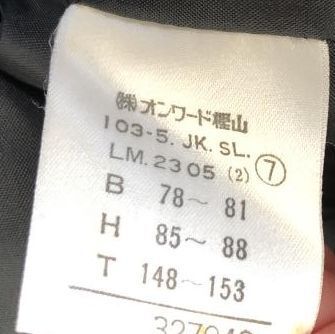 ㈱オンワード樫山
103-5. JK. SL.
LM. 2305 (2) ⑦
B 78～ 81
H 85～ 88
T 148～153